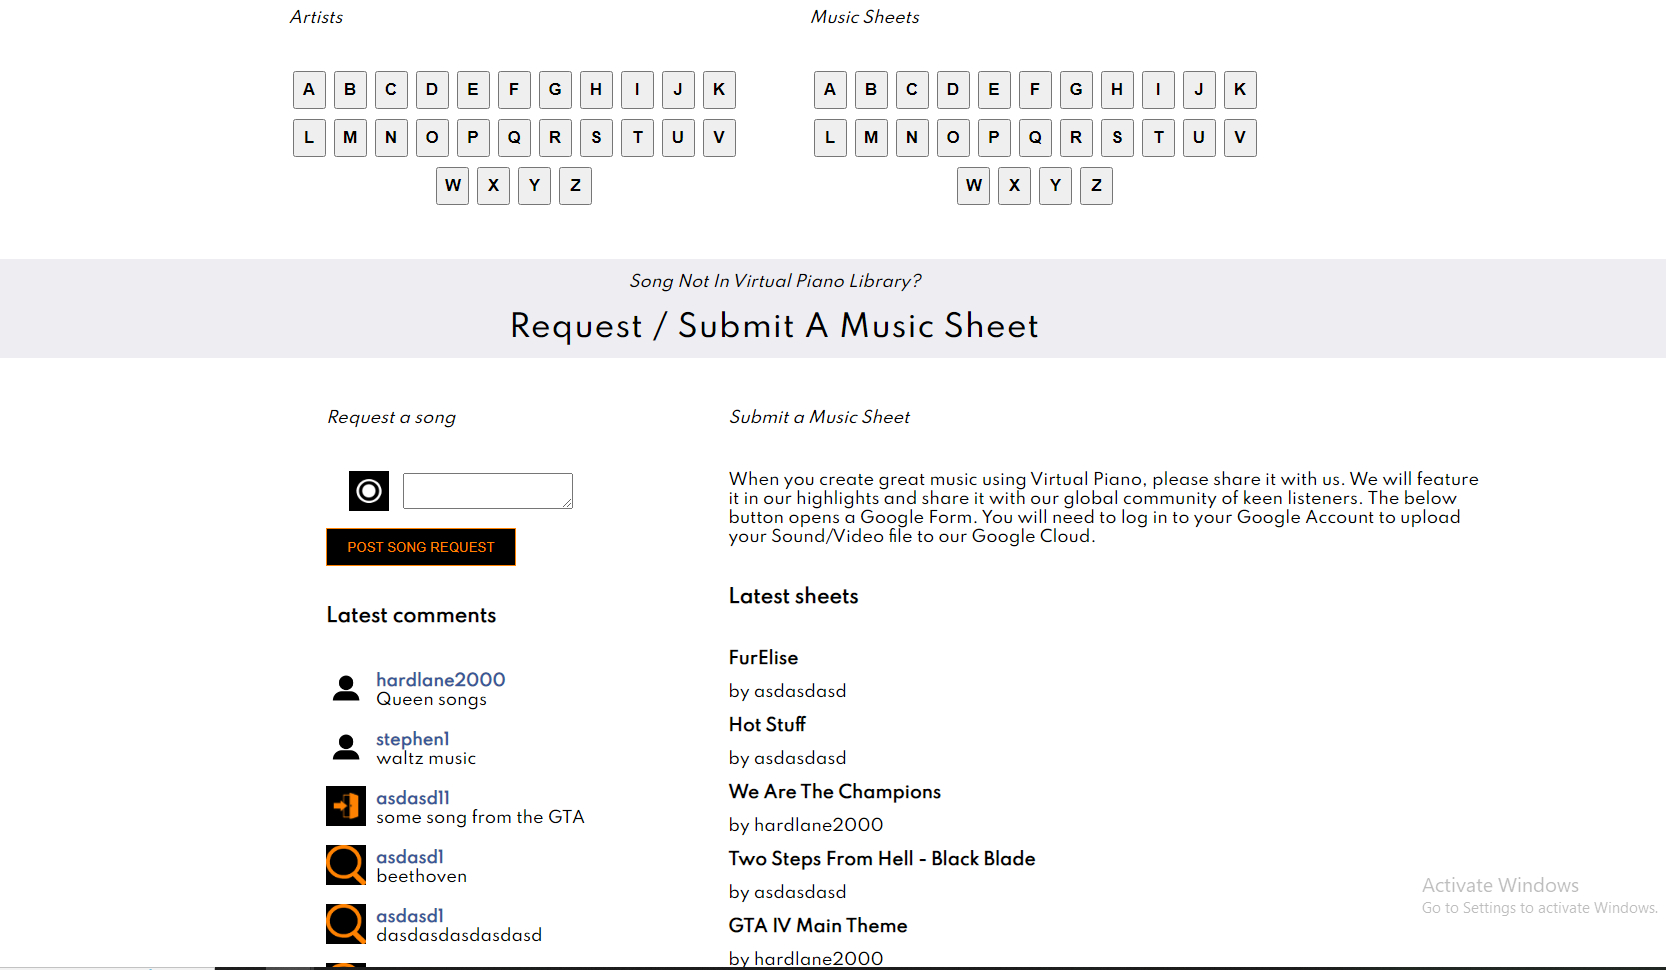 Artists
A B C D E F G H I J K
L M N O P Q R S T U V
W X Y Z
Music Sheets
A B C D E F G H I J K
L M N O P Q R S T U V
W X Y Z
Song Not In Virtual Piano Library?
Request / Submit A Music Sheet
Request a song
POST SONG REQUEST
Latest comments
hardlane2000
Queen songs
stephen1
waltz music
asdasd11
some song from the GTA
asdasd1
beethoven
asdasd1
dasdasdasdasdasd
Submit a Music Sheet
When you create great music using Virtual Piano, please share it with us. We will feature
it in our highlights and share it with our global community of keen listeners. The below
button opens a Google Form. You will need to log in to your Google Account to upload
your Sound/Video file to our Google Cloud.
Latest sheets
FurElise
by asdasdasd
Hot Stuff
by asdasdasd
We Are The Champions
by hardlane2000
Two Steps From Hell - Black Blade
by asdasdasd
GTA IV Main Theme
by hardlane2000
Activate Windows
Go to Settings to activate Windows.